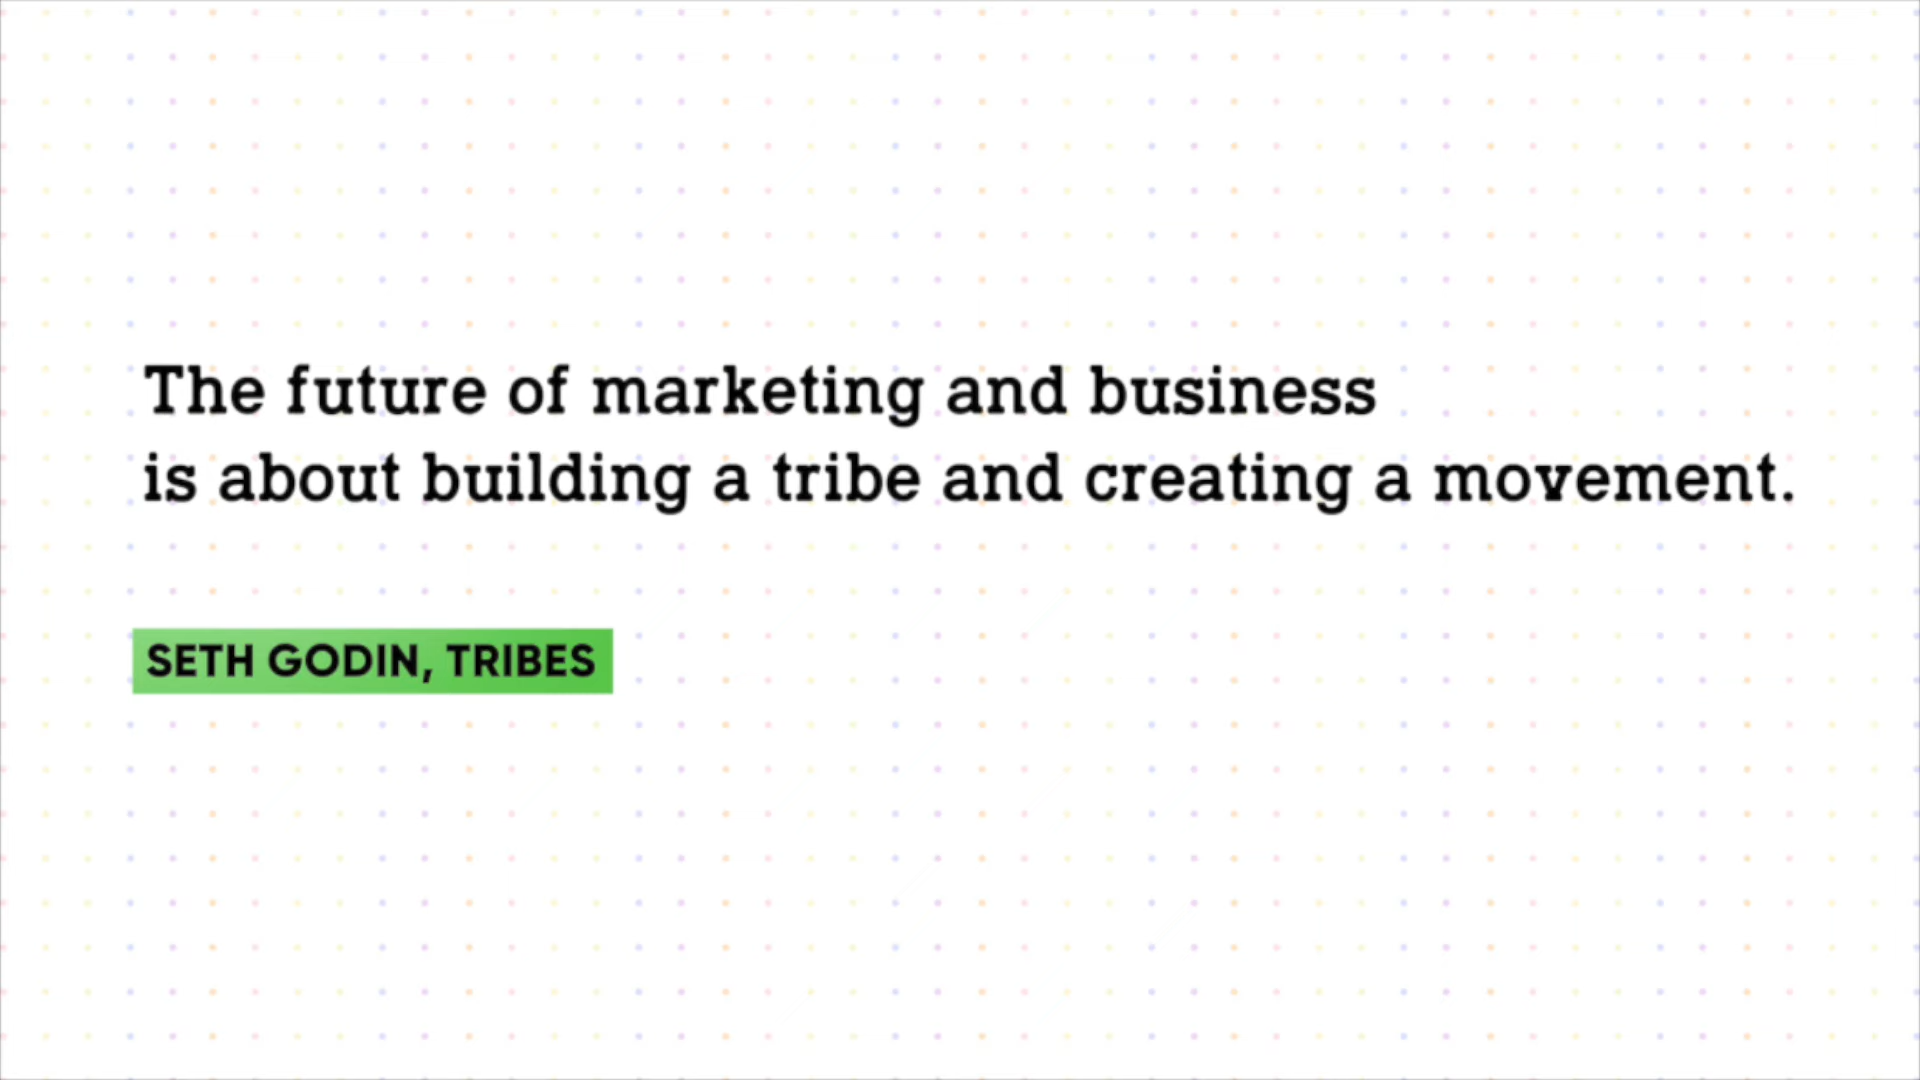 The future of marketing and business
is about building a tribe and creating a movement.
SETH GODIN, TRIBES